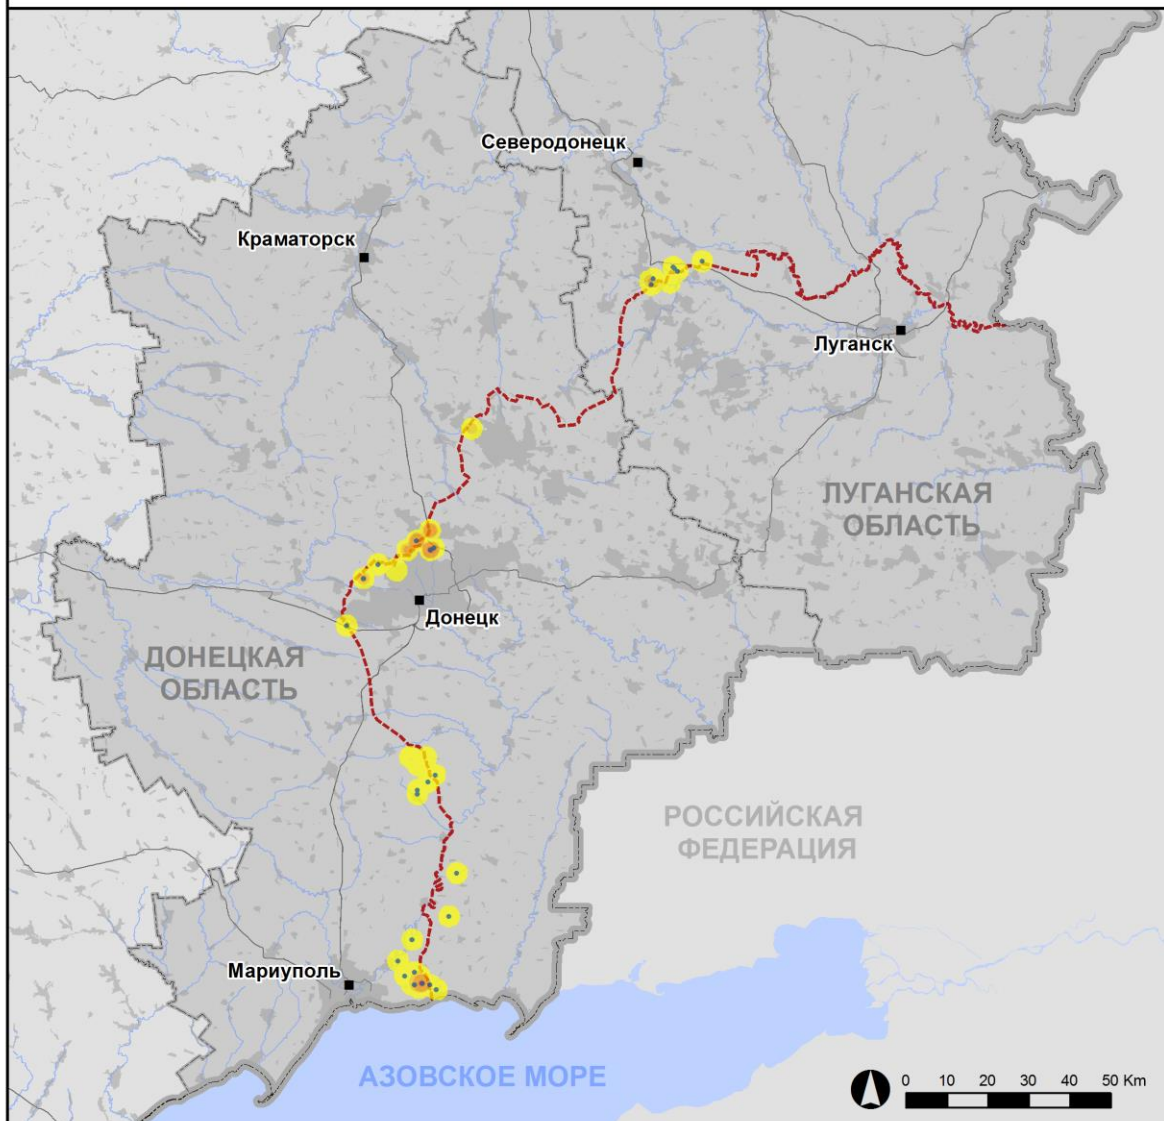 Северодонецк
Краматорск
Луганск
ЛУГАНСКАЯ
ОБЛАСТЬ
Донецк
ДОНЕЦКАЯ
ОБЛАСТЬ
РОССИЙСКАЯ
ФЕДЕРАЦИЯ
Мариуполь
АЗОВСКОЕ МОРЕ
0 10 20 30 40 50 Km